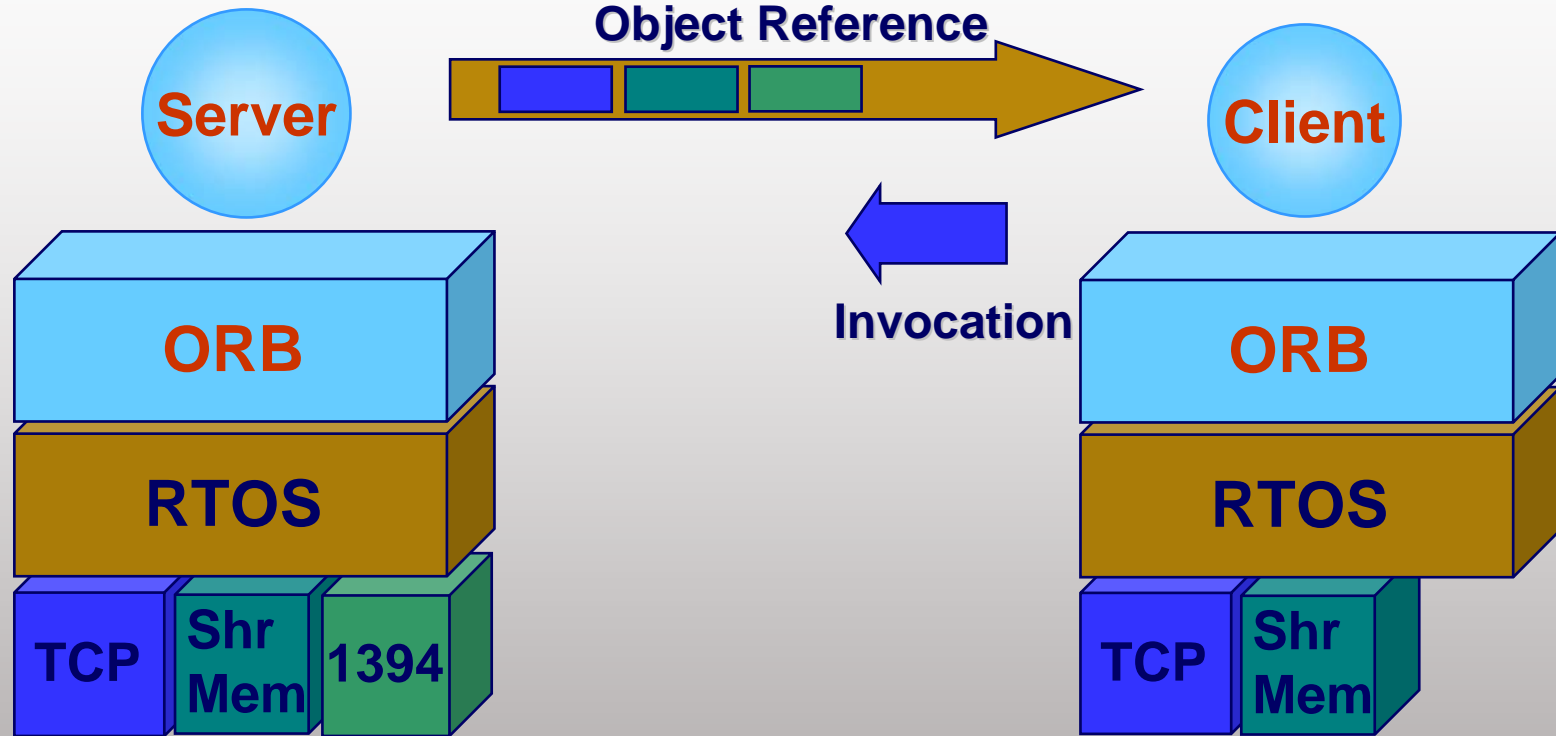 Object Reference
Server
Client
Invocation
ORB
ORB
RTOS
RTOS
TCP
Shr
Mem
1394
TCP
Shr
Mem